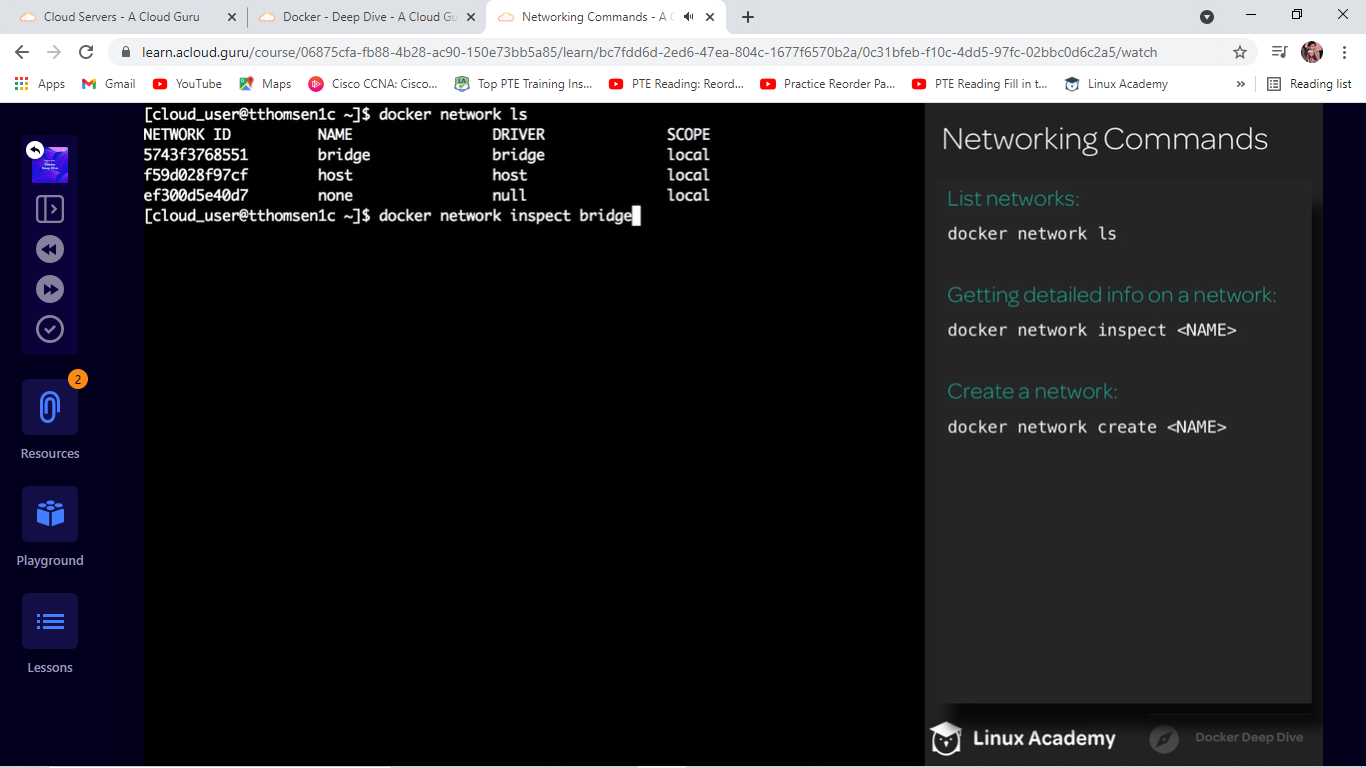 Cloud Servers - A Cloud Guru
Docker - Deep Dive - A Cloud Gu
Networking Commands - A C
learn.acloud.guru/course/06875cfa-fb88-4b28-ac90-150e73bb5a85/learn/bc7fdd6d-2ed6-47ea-804c-1677f6570b2a/0c31bfeb-f10c-4dd5-97fc-02bbc0d6c2a5/watch
Apps Gmail YouTube Maps Cisco CCNA: Cisco... Top PTE Training Ins... PTE Reading: Reord... Practice Reorder Pa... PTE Reading Fill in t... Linux Academy » Reading list
[cloud_user@tthomsen1c ~]$ docker network ls
NETWORK ID NAME DRIVER SCOPE
5743f3768551 bridge bridge local
f59d028f97cf host host local
ef300d5e40d7 none null local
[cloud_user@tthomsen1c ~]$ docker network inspect bridge
Docker
Deep Dive
2
Resources
Playground
Lessons
Networking Commands
List networks:
docker network ls
Getting detailed info on a network:
docker network inspect <NAME>
Create a network:
docker network create <NAME>
Linux Academy
Docker Deep Dive